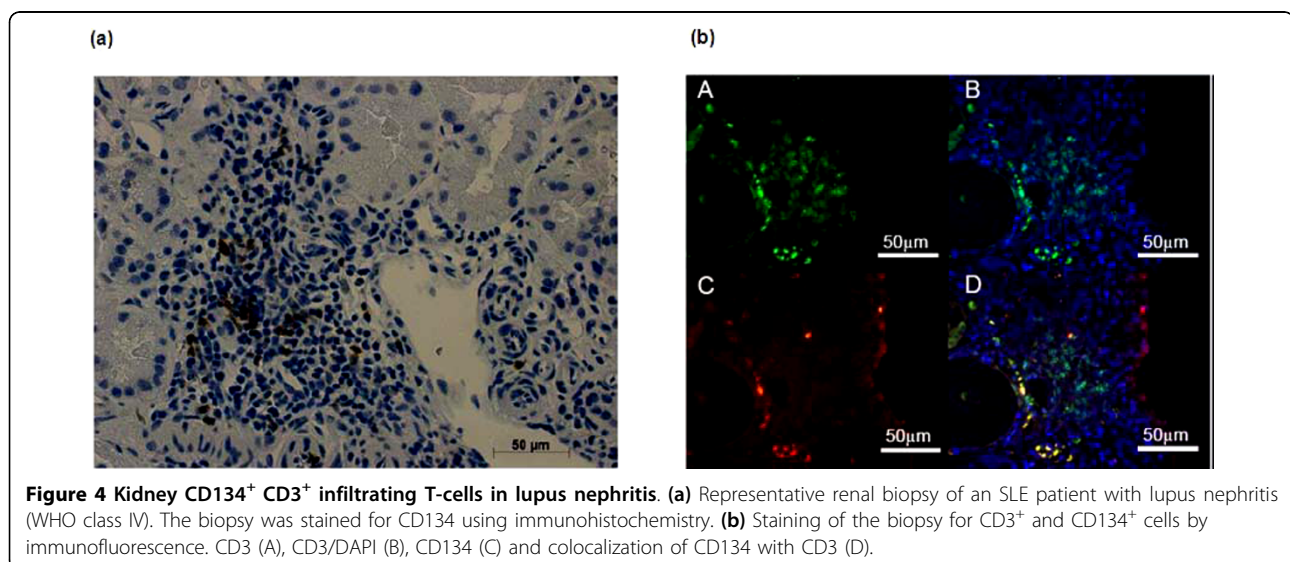 (a)
(b)
A
B
50µm
50µm
C
D
50 µm
50µm
50µm
Figure 4 Kidney CD134⁺ CD3⁺ infiltrating T-cells in lupus nephritis. (a) Representative renal biopsy of an SLE patient with lupus nephritis
(WHO class IV). The biopsy was stained for CD134 using immunohistochemistry. (b) Staining of the biopsy for CD3⁺ and CD134⁺ cells by
immunofluorescence. CD3 (A), CD3/DAPI (B), CD134 (C) and colocalization of CD134 with CD3 (D).